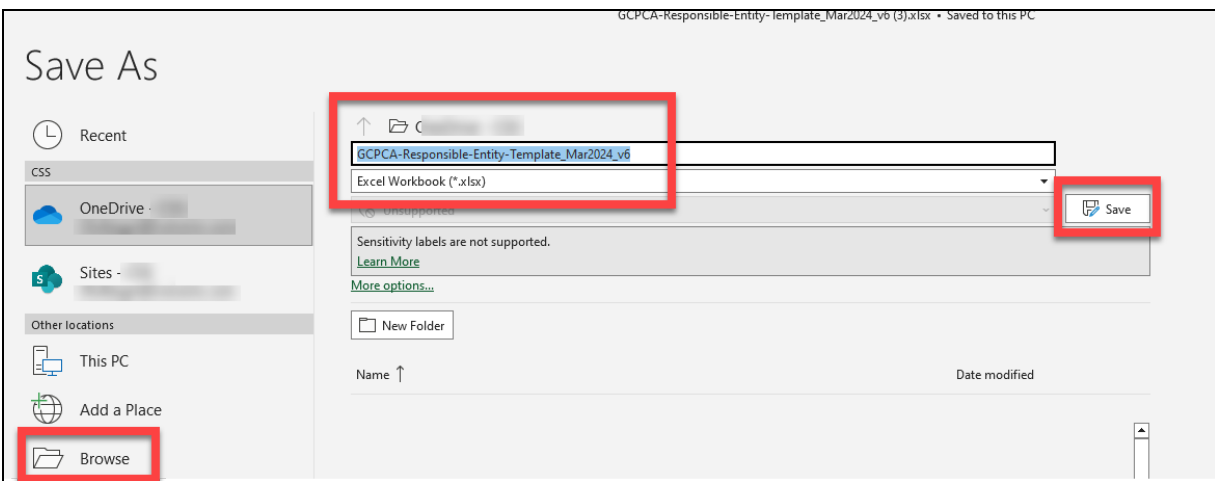 GCPCA-Responsible-Entity-Template_Mar2024_v6 (3).xlsx • Saved to this PC
Save As
Recent
CSS
OneDrive -
Sites -
Other locations
This PC
Add a Place
Browse
GCPCA-Responsible-Entity-Template_Mar2024_v6
Excel Workbook (*.xlsx)
Unsupported
Save
Sensitivity labels are not supported.
Learn More
More options...
New Folder
Name ↑
Date modified